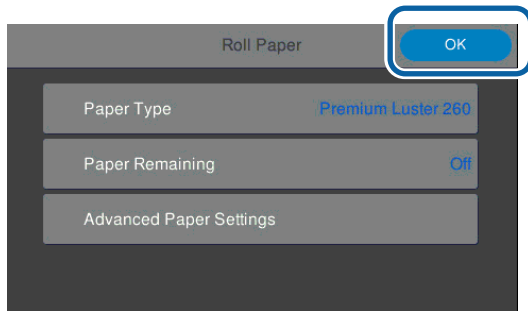 Roll Paper
OK
Paper Type Premium Luster 260
Paper Remaining Off
Advanced Paper Settings